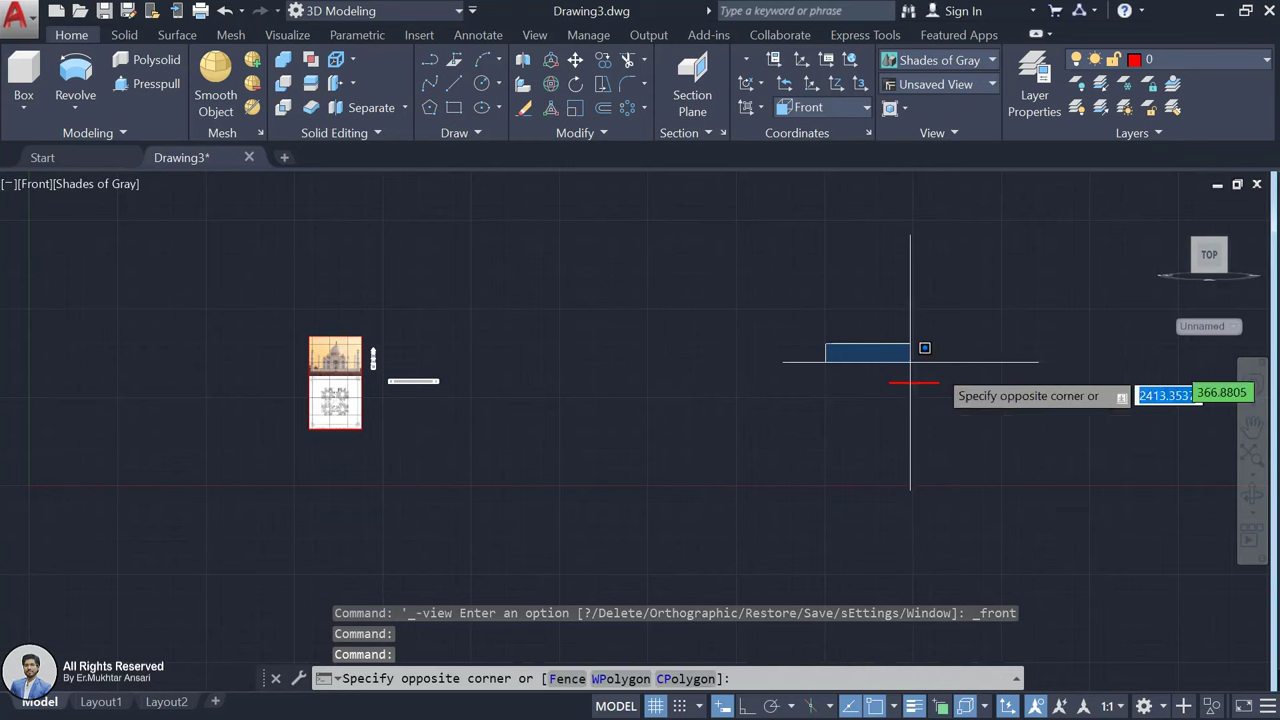 A
3D Modeling
Drawing3.dwg
Type a keyword or phrase
Sign In
Home
Solid
Surface
Mesh
Visualize
Parametric
Insert
Annotate
View
Manage
Output
Add-ins
Collaborate
Express Tools
Featured Apps
Box
Revolve
Polysolid
Presspull
Smooth
Object
Separate
Section
Plane
Front
Shades of Gray
Unsaved View
Layer
Properties
0
Modeling
Mesh
Solid Editing
Draw
Modify
Section
Coordinates
View
Layers
Start
Drawing3*
[−][Front][Shades of Gray]
TOP
Unnamed
Specify opposite corner or
2413.3537
366.8805
Command: '_-view Enter an option [?/Delete/Orthographic/Restore/Save/sEttings/Window]: _front
Command:
Command:
Specify opposite corner or [Fence WPolygon CPolygon]:
All Rights Reserved
By Er.Mukhtar Ansari
Model
Layout1
Layout2
MODEL
1:1